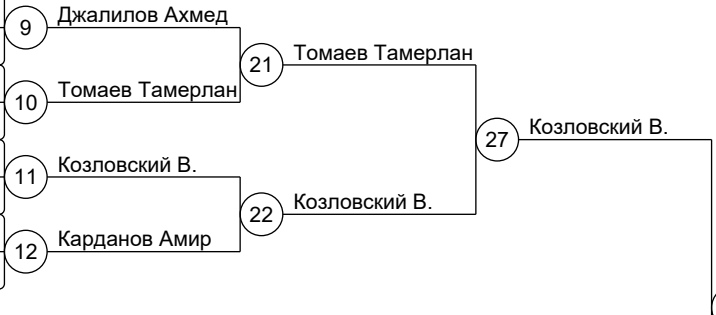 9 Джалилов Ахмед
21 Томаев Тамерлан
10 Томаев Тамерлан
27 Козловский В.
11 Козловский В.
22 Козловский В.
12 Карданов Амир